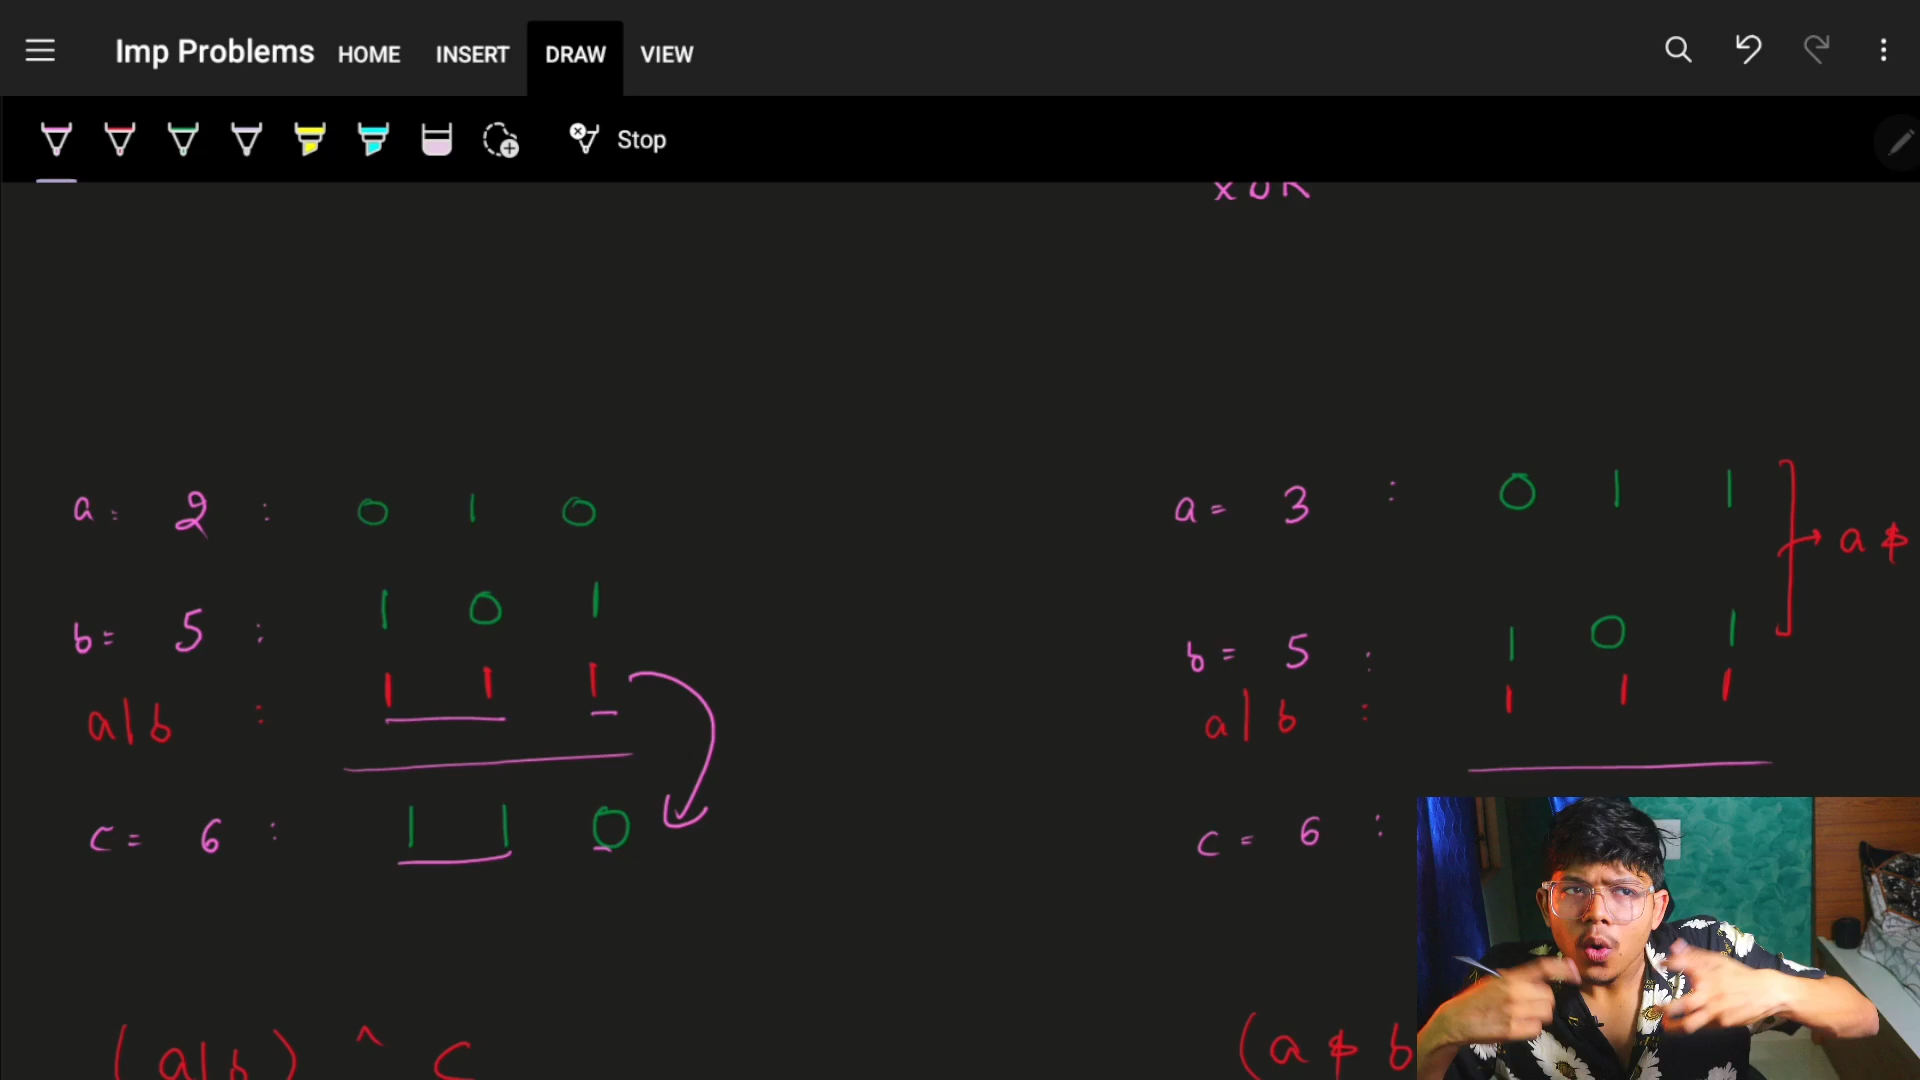 Imp Problems HOME INSERT DRAW VIEW
Stop
XOR
a = 2 : 0 1 0
b = 5 : 1 0 1
a|b : 1 1 1
c = 6 : 1 1 0
(a|b) ^ c
a = 3 : 0 1 1
a &
b = 5 : 1 0 1
a|b : 1 1 1
c = 6 :
(a & b